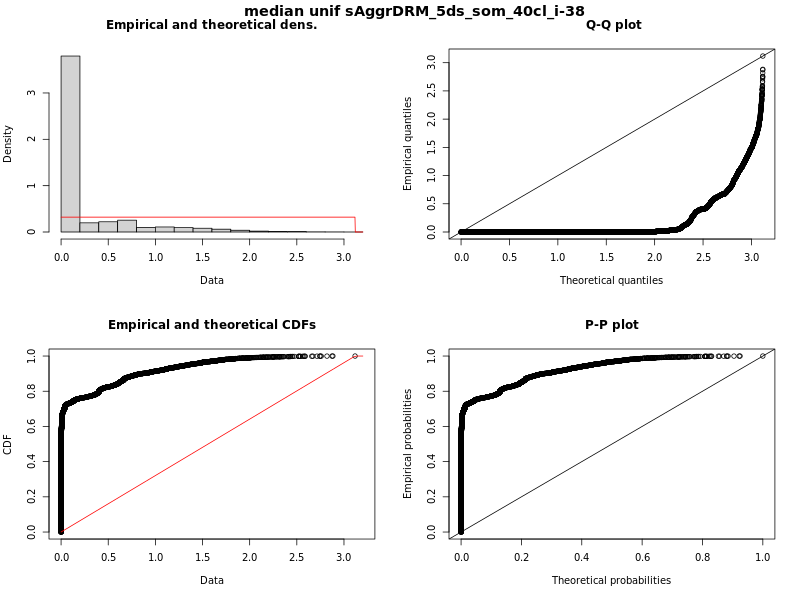 median unif sAggrDRM_5ds_som_40cl_i-38
Empirical and theoretical dens.
Density
0 1 2 3
0.0 0.5 1.0 1.5 2.0 2.5 3.0
Data
Q-Q plot
Empirical quantiles
0.0 0.5 1.0 1.5 2.0 2.5 3.0
0.0 0.5 1.0 1.5 2.0 2.5 3.0
Theoretical quantiles
Empirical and theoretical CDFs
CDF
0.0 0.2 0.4 0.6 0.8 1.0
0.0 0.5 1.0 1.5 2.0 2.5 3.0
Data
P-P plot
Empirical probabilities
0.0 0.2 0.4 0.6 0.8 1.0
0.0 0.2 0.4 0.6 0.8 1.0
Theoretical probabilities